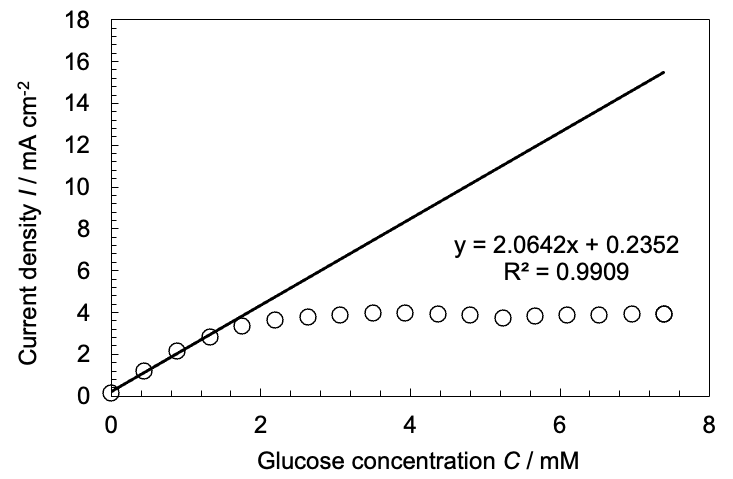 18
16
14
12
10
8
6
4
2
0
Current density I / mA cm⁻²
y = 2.0642x + 0.2352
R² = 0.9909
0 2 4 6 8
Glucose concentration C / mM